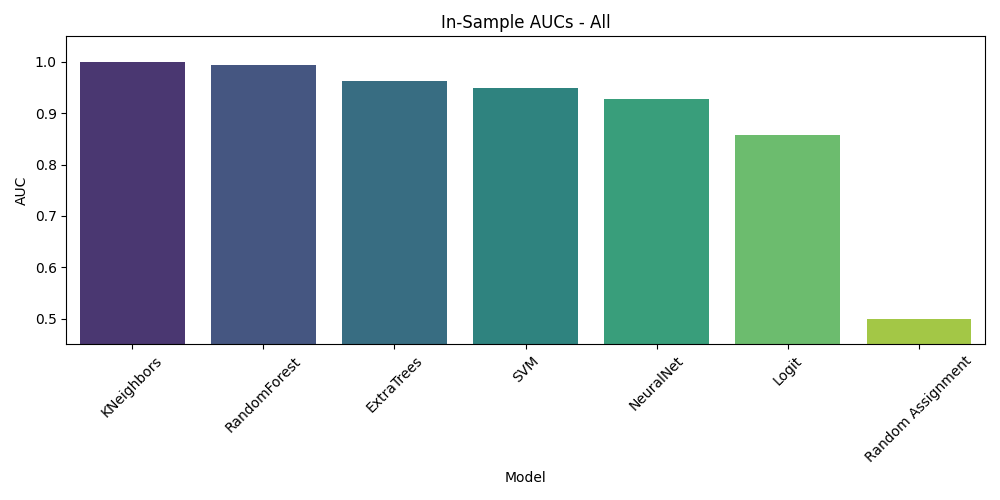 In-Sample AUCs - All
AUC
1.0
0.9
0.8
0.7
0.6
0.5
KNeighbors
RandomForest
ExtraTrees
SVM
NeuralNet
Logit
Random Assignment
Model